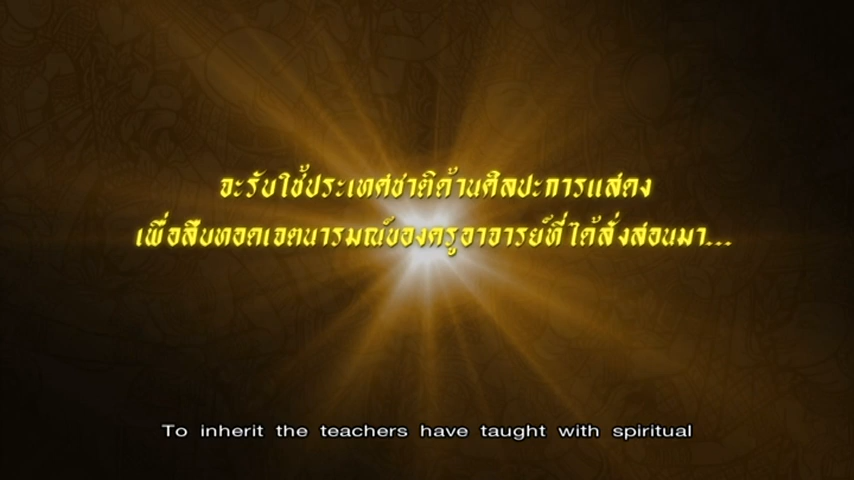 จะรับใช้ประเทศชาติด้านศิลปะการแสดง
เพื่อสืบทอดเจตนารมณ์ของครูอาจารย์ที่ได้สั่งสอนมา...
To inherit the teachers have taught with spiritual